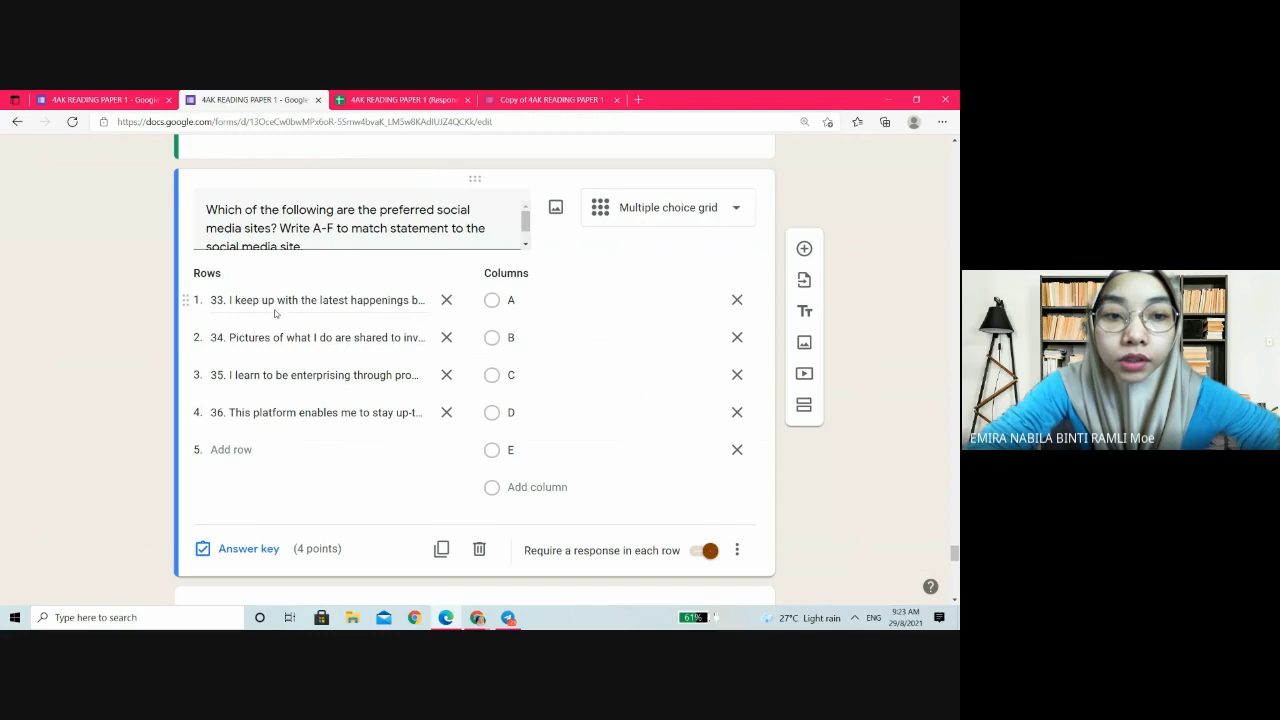 4AK READING PAPER 1 - Google
4AK READING PAPER 1 - Google
4AK READING PAPER 1 (Respon
Copy of 4AK READING PAPER 1
https://docs.google.com/forms/d/13OceCw0bwMPx6oR-5Smw4bvaK_LM5w8KAdIUJZ4QCKk/edit
Which of the following are the preferred social
media sites? Write A-F to match statement to the
social media site.
Multiple choice grid
Rows
Columns
1. 33. I keep up with the latest happenings b...
A
2. 34. Pictures of what I do are shared to inv...
B
3. 35. I learn to be enterprising through pro...
C
4. 36. This platform enables me to stay up-t...
D
5. Add row
E
Add column
Answer key (4 points)
Require a response in each row
EMIRA NABILA BINTI RAMLI Moe
Type here to search
61%
27°C Light rain
ENG
9:23 AM
29/8/2021